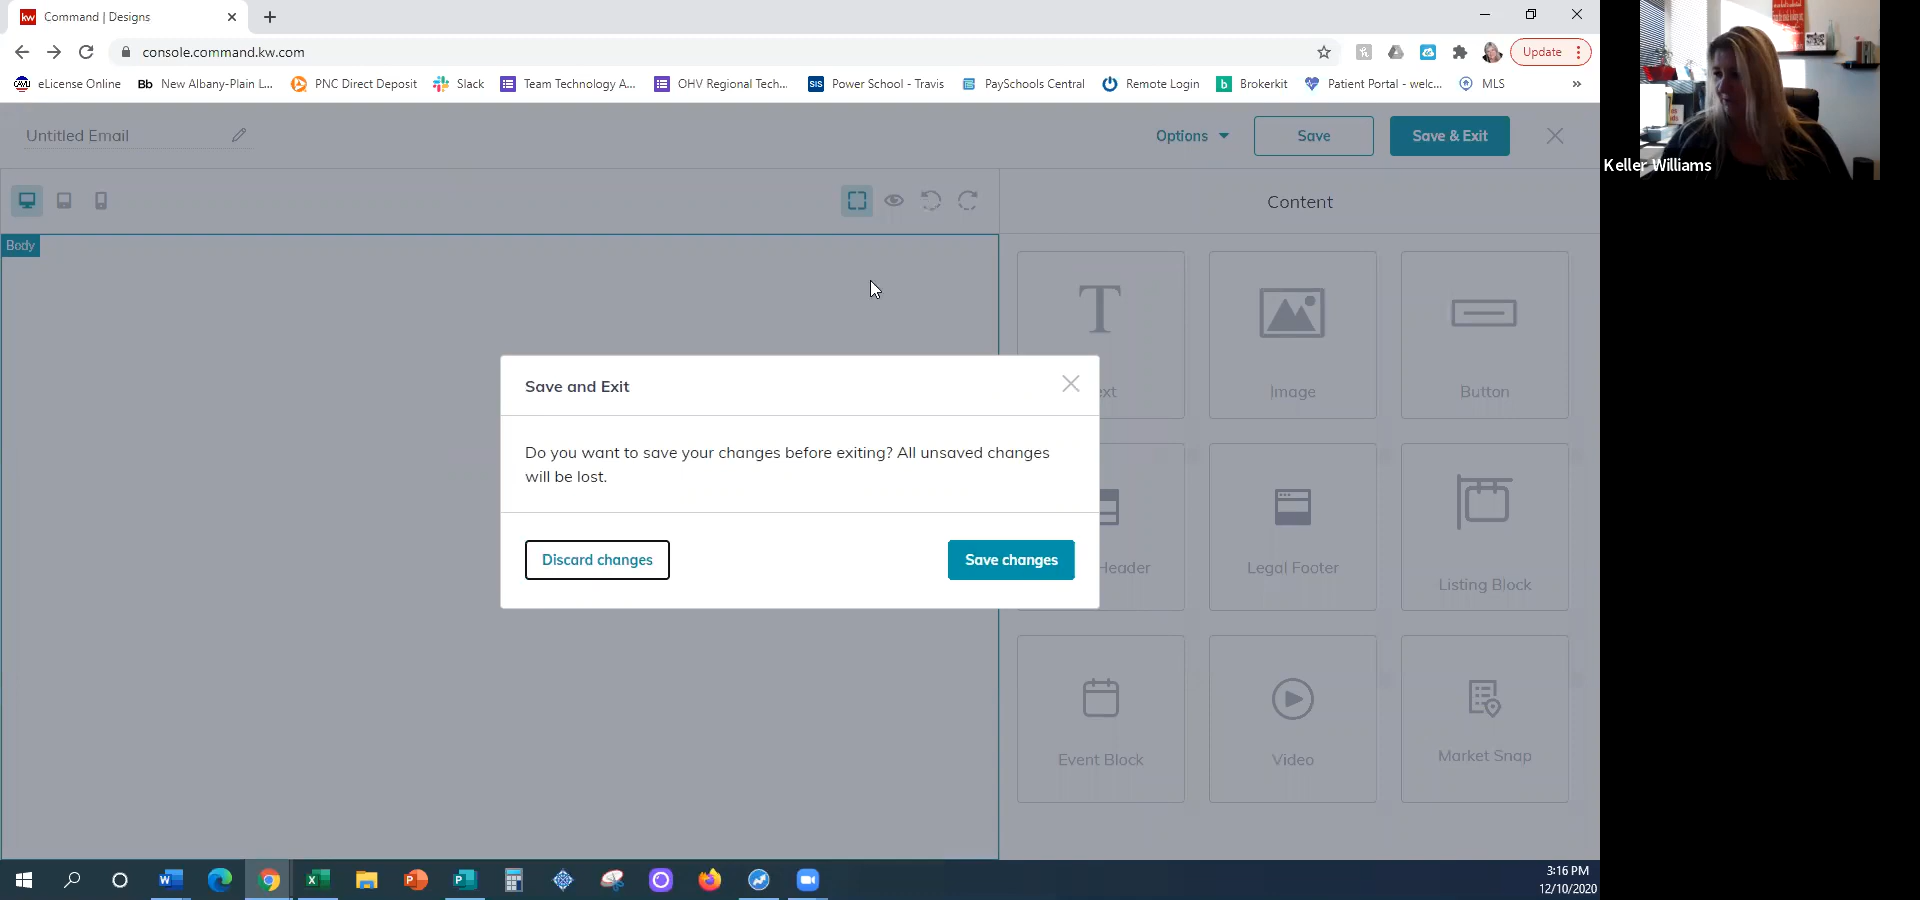 kw Command | Designs
console.command.kw.com
Update
CAVU eLicense Online Bb New Albany-Plain L... PNC Direct Deposit Slack Team Technology A... OHV Regional Tech... SIS Power School - Travis PaySchools Central Remote Login b Brokerkit Patient Portal - welc... MLS »
Untitled Email
Options Save Save & Exit
Content
Body
Text Image Button
Save and Exit
Do you want to save your changes before exiting? All unsaved changes
will be lost.
Discard changes Save changes
Header Legal Footer Listing Block
Event Block Video Market Snap
3:16 PM
12/10/2020
Keller Williams